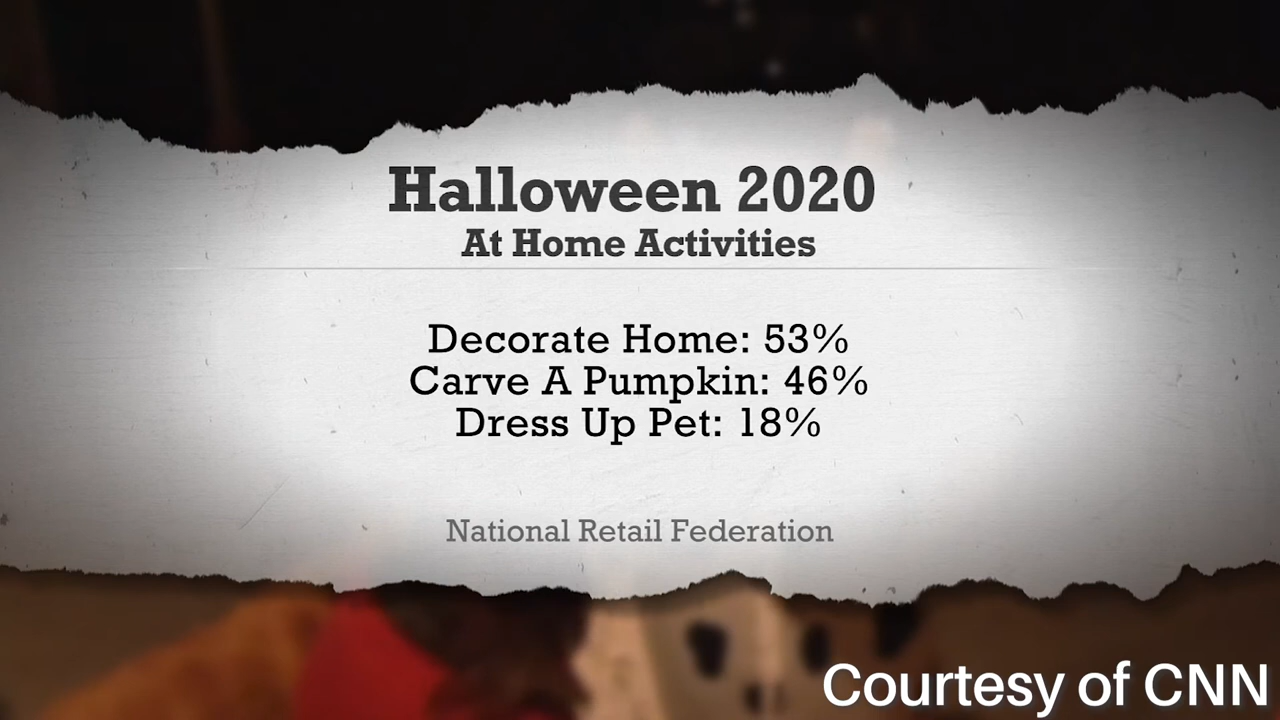 Halloween 2020
At Home Activities
Decorate Home: 53%
Carve A Pumpkin: 46%
Dress Up Pet: 18%
National Retail Federation
Courtesy of CNN